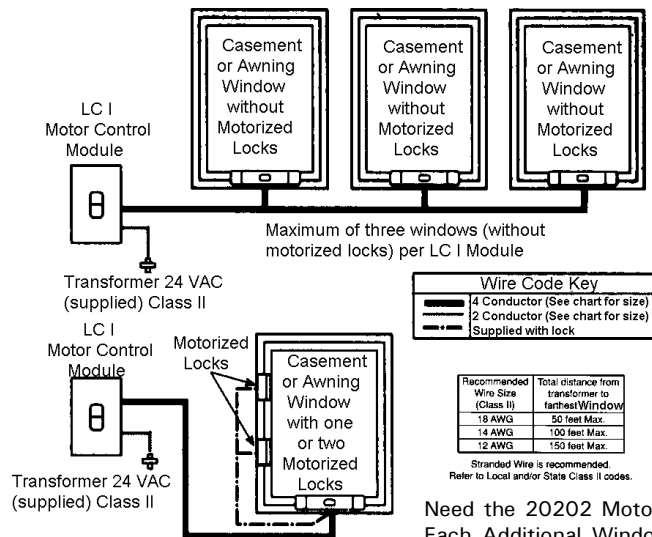 Casement
or Awning
Window
without
Motorized
Locks
Casement
or Awning
Window
without
Motorized
Locks
Casement
or Awning
Window
without
Motorized
Locks
LC I
Motor Control
Module
Maximum of three windows (without
motorized locks) per LC I Module
Transformer 24 VAC
(supplied) Class II
Wire Code Key
4 Conductor (See chart for size)
2 Conductor (See chart for size)
Supplied with lock
LC I
Motor Control
Module
Motorized
Locks
Casement
or Awning
Window
with one
or two
Motorized
Locks
Transformer 24 VAC
(supplied) Class II
Recommended Wire Size (Class II) Total distance from transformer to farthest Window
18 AWG 50 feet Max.
14 AWG 100 feet Max.
12 AWG 150 feet Max.
Stranded Wire is recommended.
Refer to Local and/or State Class II codes.
Need the 20202 Moto
Each Additional Windo